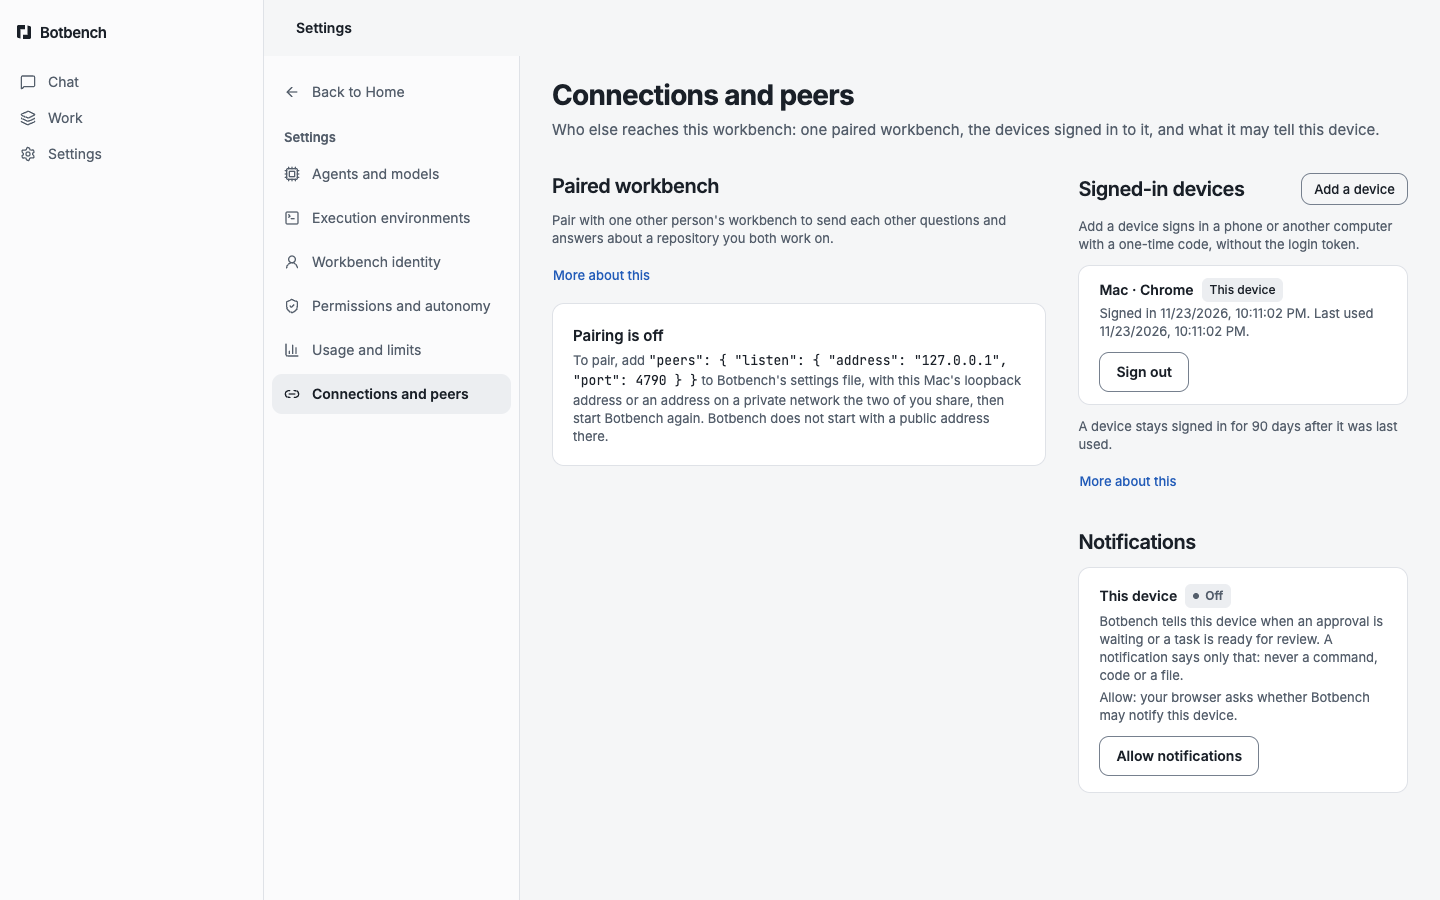 Botbench
Chat
Work
Settings
Settings
Back to Home
Settings
Agents and models
Execution environments
Workbench identity
Permissions and autonomy
Usage and limits
Connections and peers
Connections and peers
Who else reaches this workbench: one paired workbench, the devices signed in to it, and what it may tell this device.
Paired workbench
Pair with one other person's workbench to send each other questions and
answers about a repository you both work on.
More about this
Pairing is off
To pair, add "peers": { "listen": { "address": "127.0.0.1",
"port": 4790 } } to Botbench's settings file, with this Mac's loopback
address or an address on a private network the two of you share, then
start Botbench again. Botbench does not start with a public address
there.
Signed-in devices
Add a device
Add a device signs in a phone or another computer
with a one-time code, without the login token.
Mac · Chrome This device
Signed in 11/23/2026, 10:11:02 PM. Last used
11/23/2026, 10:11:02 PM.
Sign out
A device stays signed in for 90 days after it was last
used.
More about this
Notifications
This device Off
Botbench tells this device when an approval is
waiting or a task is ready for review. A
notification says only that: never a command,
code or a file.
Allow: your browser asks whether Botbench
may notify this device.
Allow notifications